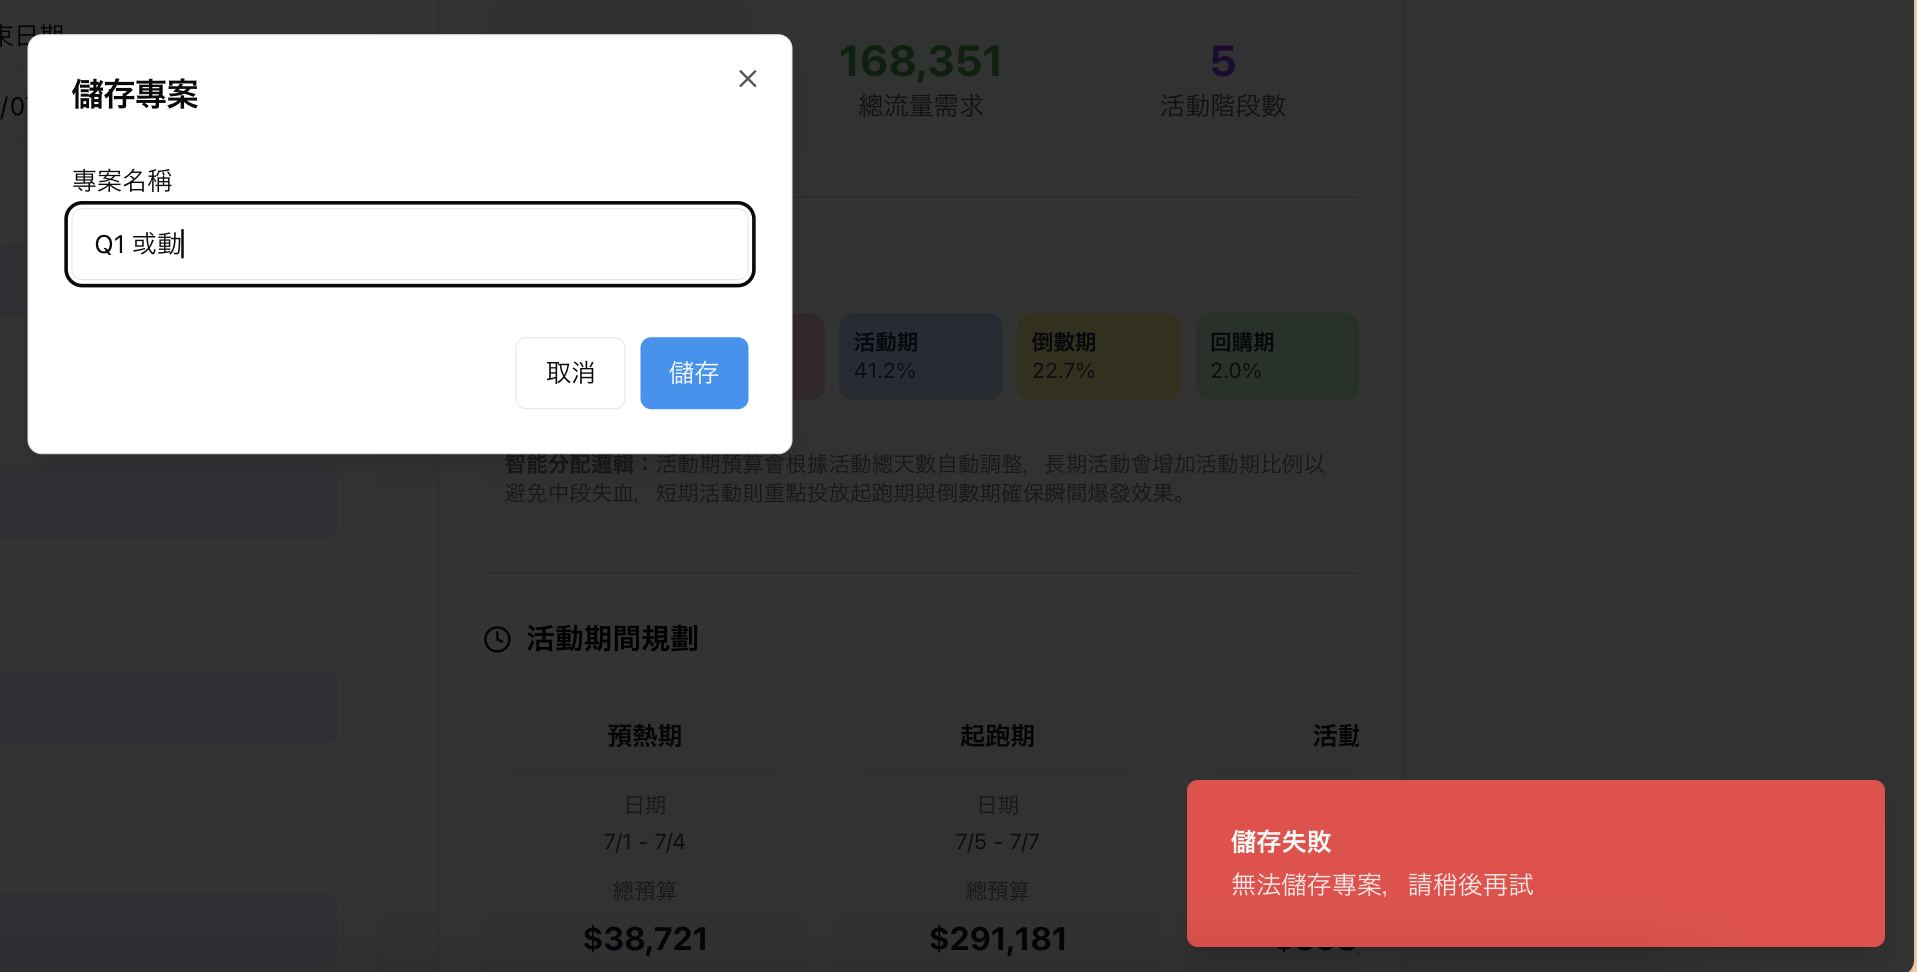 束日期
儲存專案
專案名稱
Q1 或動
取消
儲存
168,351
總流量需求
5
活動階段數
活動期
41.2%
倒數期
22.7%
回購期
2.0%
智能分配邏輯：活動期預算會根據活動總天數自動調整，長期活動會增加活動期比例以
避免中段失血，短期活動則重點投放起跑期與倒數期確保瞬間爆發效果。
活動期間規劃
預熱期
日期
7/1 - 7/4
總預算
$38,721
起跑期
日期
7/5 - 7/7
總預算
$291,181
活動
儲存失敗
無法儲存專案，請稍後再試